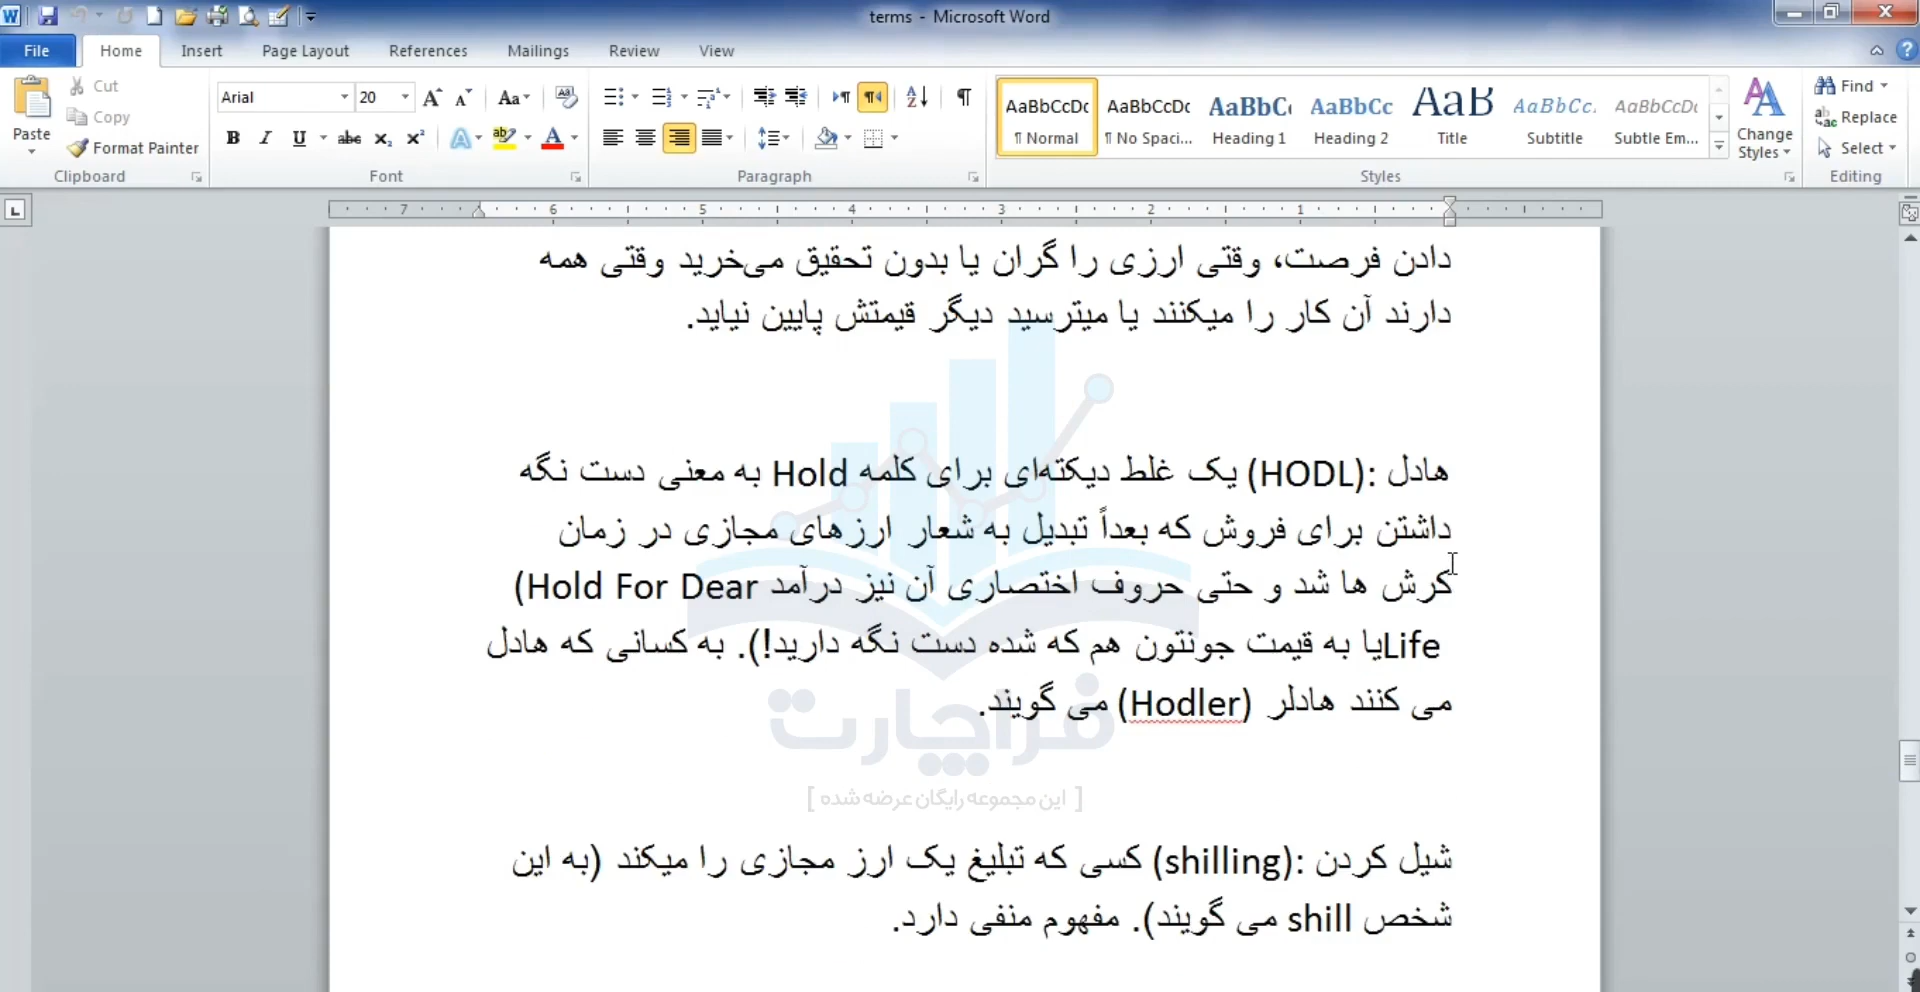 terms - Microsoft Word
File Home Insert Page Layout References Mailings Review View
Paste
Cut
Copy
Format Painter
Clipboard
Arial 20
Font
Paragraph
AaBbCcDc AaBbCcDc AaBbC AaBbCc AaB AaBbCc. AaBbCcDc
¶ Normal ¶ No Spaci... Heading 1 Heading 2 Title Subtitle Subtle Em...
Change Styles
Styles
Find
Replace
Select
Editing
7 6 5 4 3 2 1
دادن فرصت، وقتی ارزی را گران یا بدون تحقیق می‌خرید وقتی همه
دارند آن کار را میکنند یا میترسید دیگر قیمتش پایین نیاید.
هادل :(HODL) یک غلط دیکته‌ای برای کلمه Hold به معنی دست نگه
داشتن برای فروش که بعداً تبدیل به شعار ارزهای مجازی در زمان
کرش ها شد و حتی حروف اختصاری آن نیز درآمد Hold For Dear)
Lifeیا به قیمت جونتون هم که شده دست نگه دارید!). به کسانی که هادل
می کنند هادلر (Hodler) می گویند.
فراچارت
[ این مجموعه رایگان عرضه شده ]
شیل کردن :(shilling) کسی که تبلیغ یک ارز مجازی را میکند (به این
شخص shill می گویند). مفهوم منفی دارد.